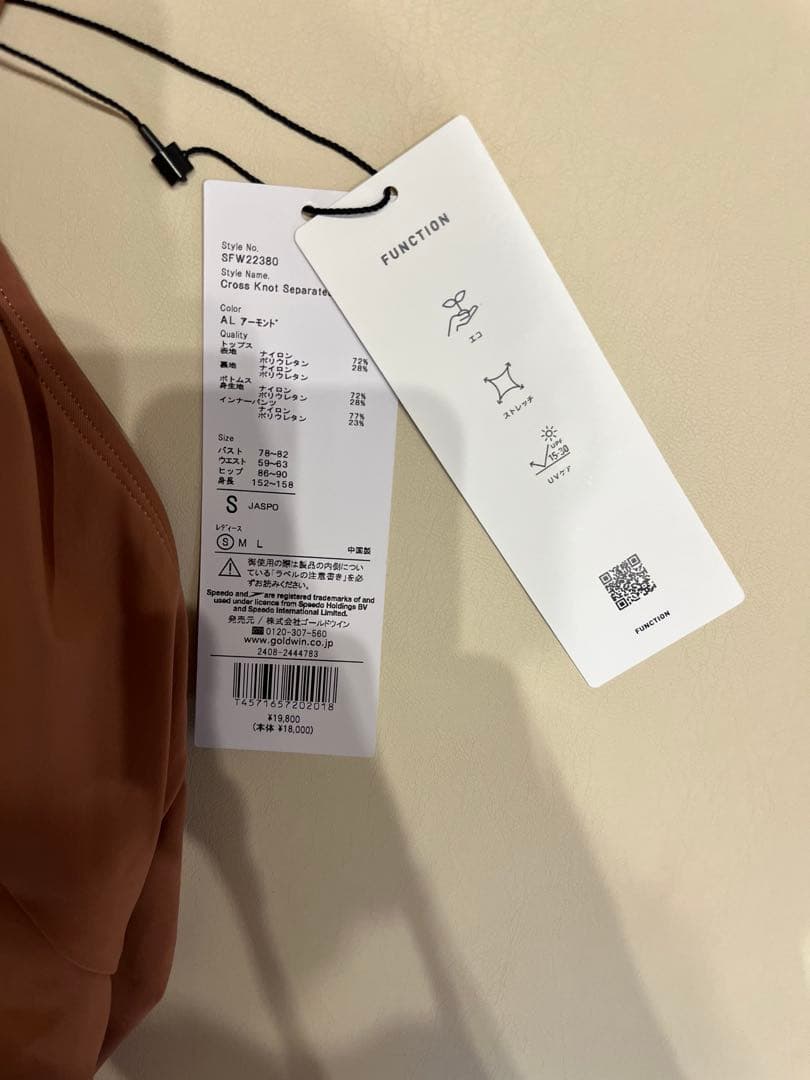 Style No.
SFW22380
Style Name.
Cross Knot Separate
Color
AL アーモンド
Quality
トップス
表地 ナイロン 72%
ポリウレタン 28%
裏地 ナイロン
ポリウレタン
ボトムス
身生地 ナイロン 72%
ポリウレタン 28%
インナーパンツ
ナイロン 77%
ポリウレタン 23%
Size
バスト 78~82
ウエスト 59~63
ヒップ 86~90
身長 152~158
S JASPO
レディース
S M L
中国製
御使用の際は製品の内側につい
ている「ラベルの注意書き」を必
ずお読みください。
Speedo and are registered trademarks of and
used under licence from Speedo Holdings BV
and Speedo International Limited.
発売元 / 株式会社ゴールドウイン
0120-307-560
www.goldwin.co.jp
2408-2444783
T4571657202018
¥19,800
(本体 ¥18,000)
FUNCTION
エコ
ストレッチ
UPF
15-30
UVケア
FUNCTION